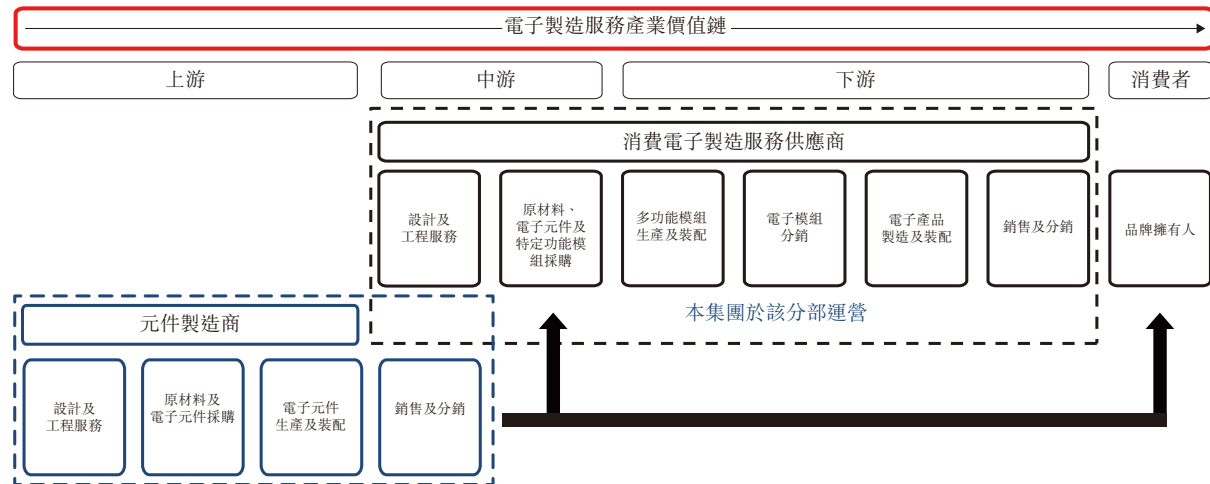 電子製造服務產業價值鏈
上游
中游
下游
消費者
消費電子製造服務供應商
設計及
工程服務
原材料、
電子元件及
特定功能模
組採購
多功能模組
生產及裝配
電子模組
分銷
電子產品
製造及裝配
銷售及分銷
品牌擁有人
本集團於該分部運營
元件製造商
設計及
工程服務
原材料及
電子元件採購
電子元件
生產及裝配
銷售及分銷